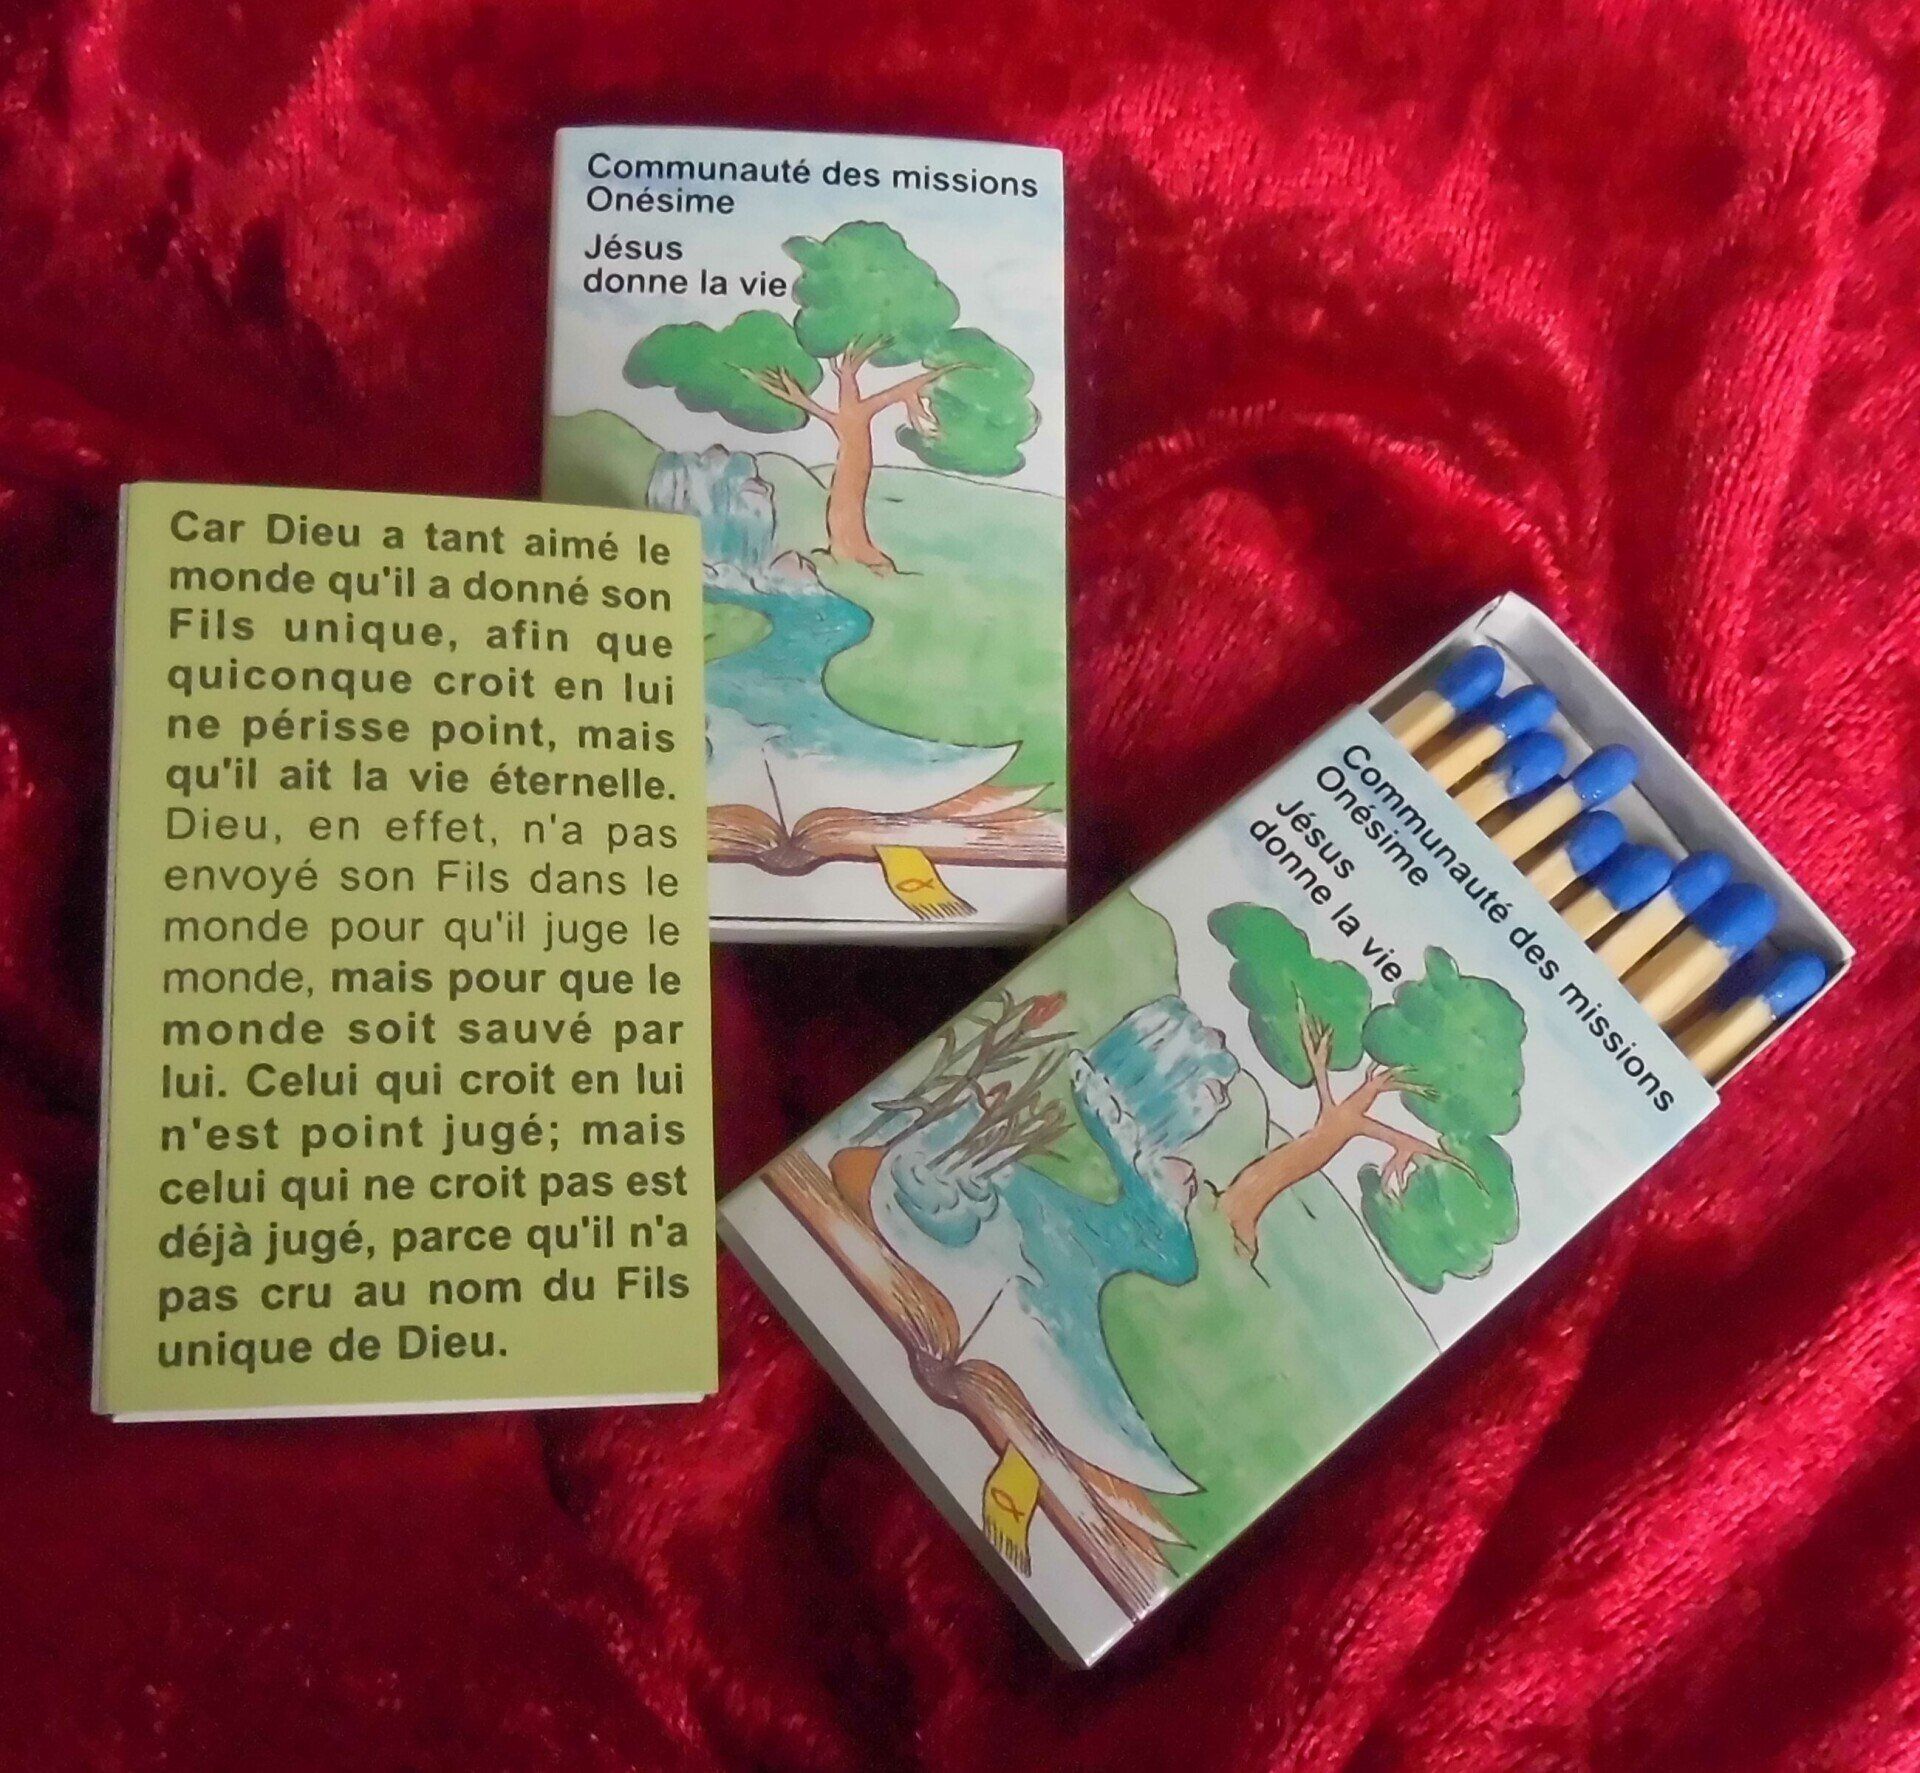 Communauté des missions
Onésime
Jésus
donne la vie
Car Dieu a tant aimé le
monde qu'il a donné son
Fils unique, afin que
quiconque croit en lui
ne périsse point, mais
qu'il ait la vie éternelle.
Dieu, en effet, n'a pas
envoyé son Fils dans le
monde pour qu'il juge le
monde, mais pour que le
monde soit sauvé par
lui. Celui qui croit en lui
n'est point jugé; mais
celui qui ne croit pas est
déjà jugé, parce qu'il n'a
pas cru au nom du Fils
unique de Dieu.
Communauté des missions
Onésime
Jésus
donne la vie